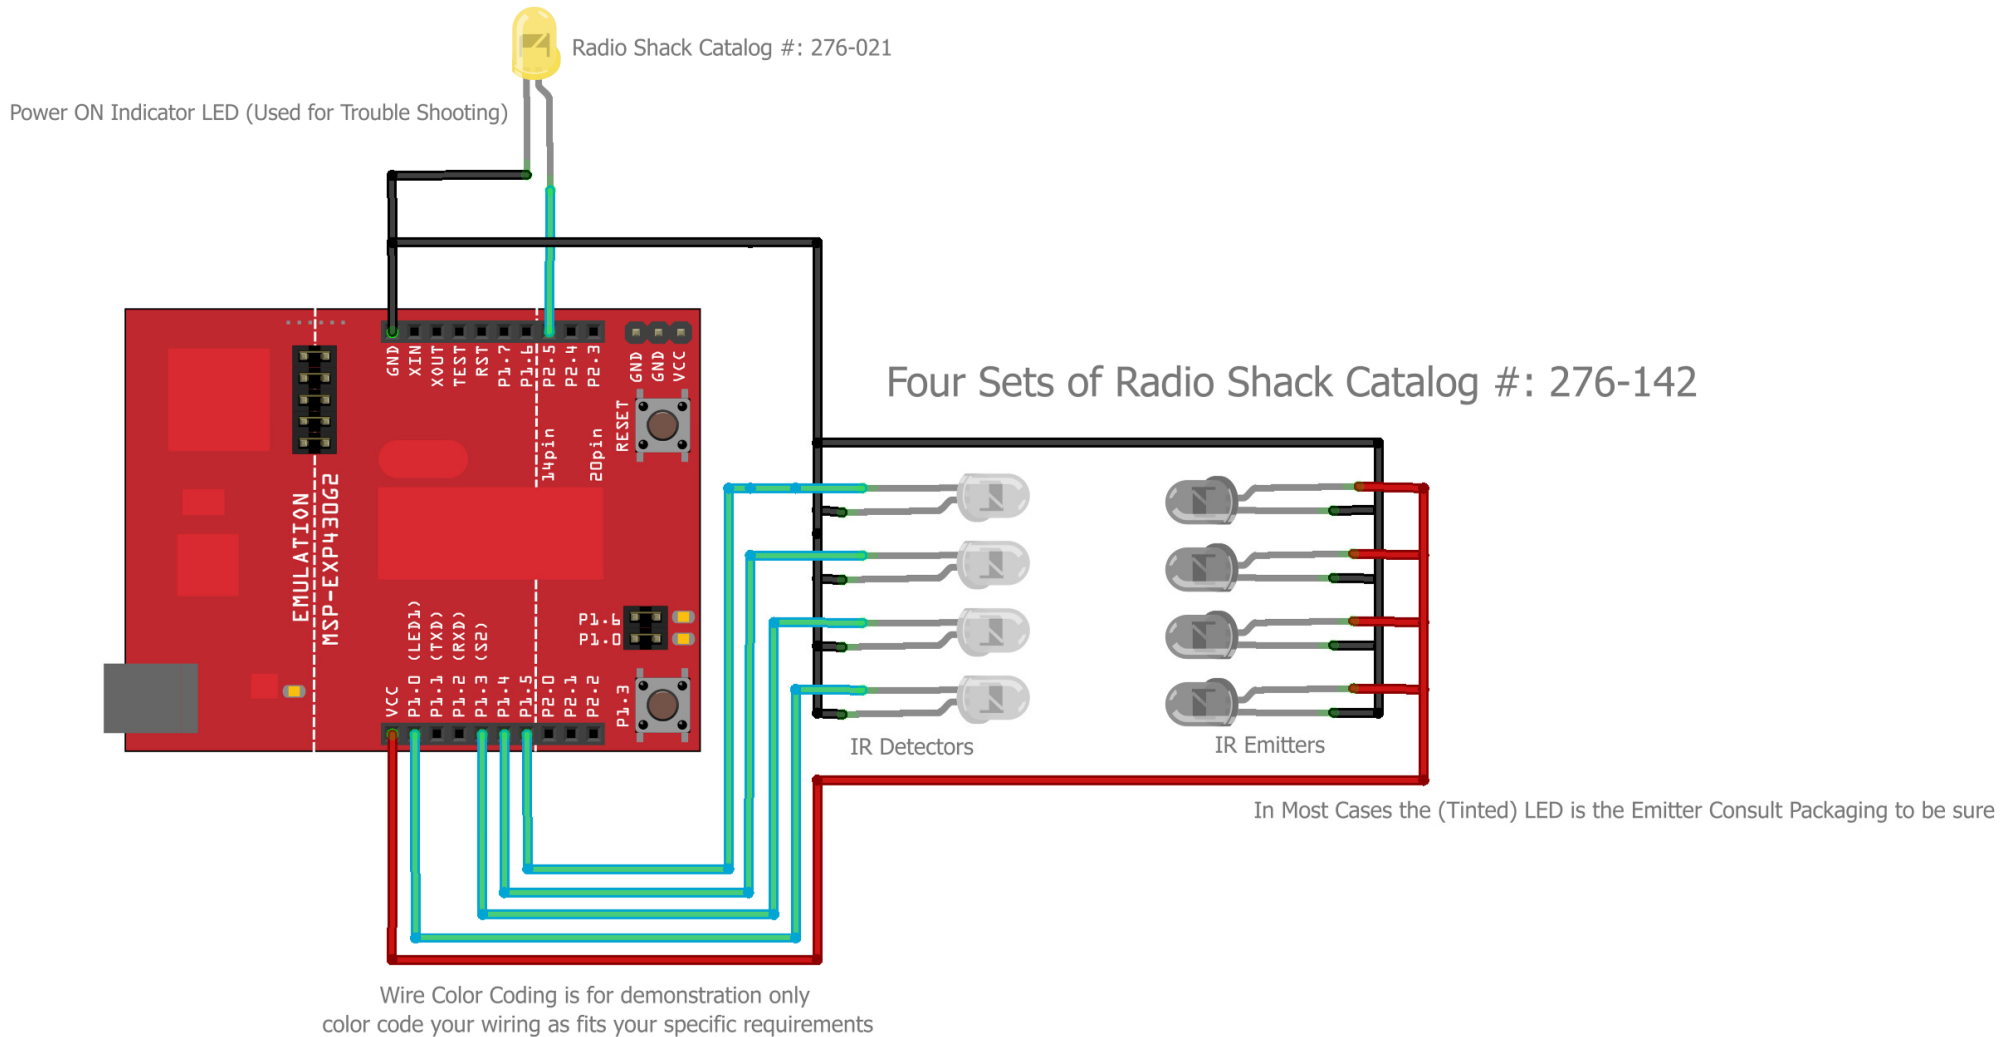 Radio Shack Catalog #: 276-021
Power ON Indicator LED (Used for Trouble Shooting)
GND
XIN
XOUT
TEST
RST
P1.7
P1.6
P2.5
P2.4
P2.3
GND
GND
VCC
RESET
14pin
20pin
EMULATION
MSP-EXP430G2
P1.6
P1.0
P1.3
VCC
P1.0 (LED1)
P1.1 (TXD)
P1.2 (RXD)
P1.3 (S2)
P1.4
P1.5
P2.0
P2.1
P2.2
Four Sets of Radio Shack Catalog #: 276-142
IR Detectors
IR Emitters
In Most Cases the (Tinted) LED is the Emitter Consult Packaging to be sure
Wire Color Coding is for demonstration only
color code your wiring as fits your specific requirements